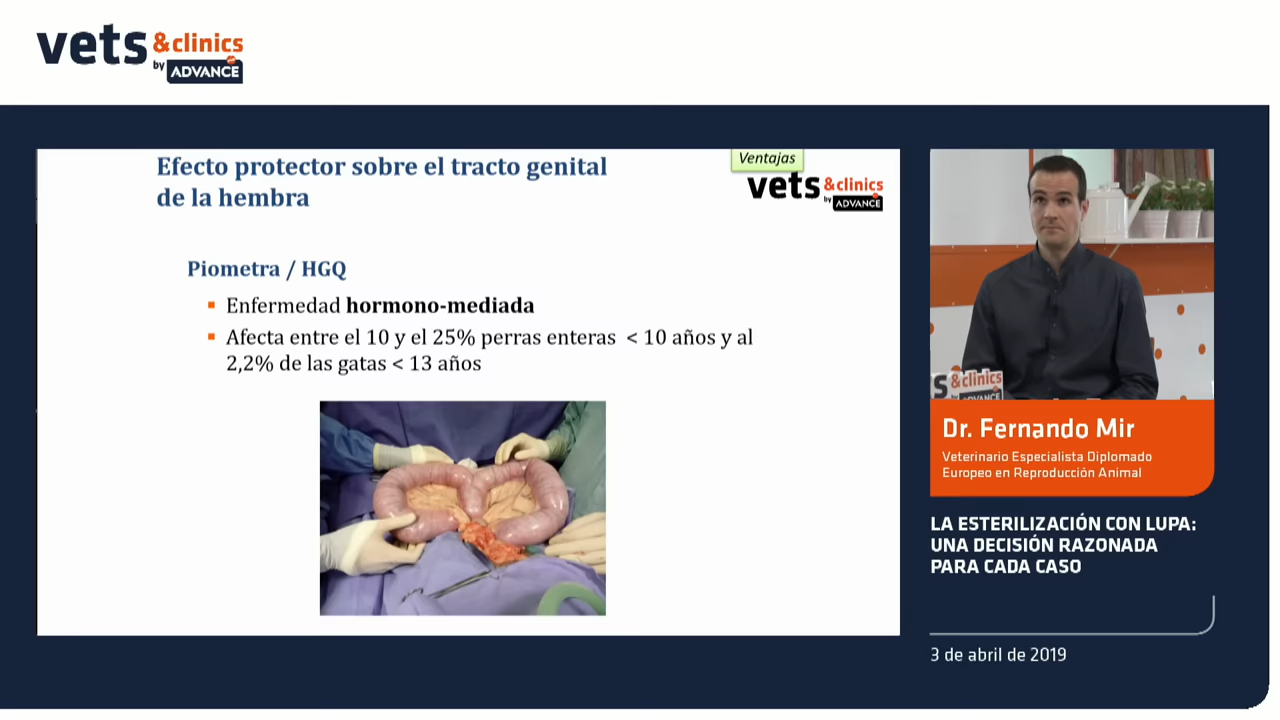 vets &clinics
by ADVANCE
Efecto protector sobre el tracto genital
de la hembra
Ventajas
vets &clinics
by ADVANCE
Piometra / HGQ
▪ Enfermedad hormono-mediada
▪ Afecta entre el 10 y el 25% perras enteras < 10 años y al
2,2% de las gatas < 13 años
S &clinics
by ADVANCE
Dr. Fernando Mir
Veterinario Especialista Diplomado
Europeo en Reproducción Animal
LA ESTERILIZACIÓN CON LUPA:
UNA DECISIÓN RAZONADA
PARA CADA CASO
3 de abril de 2019